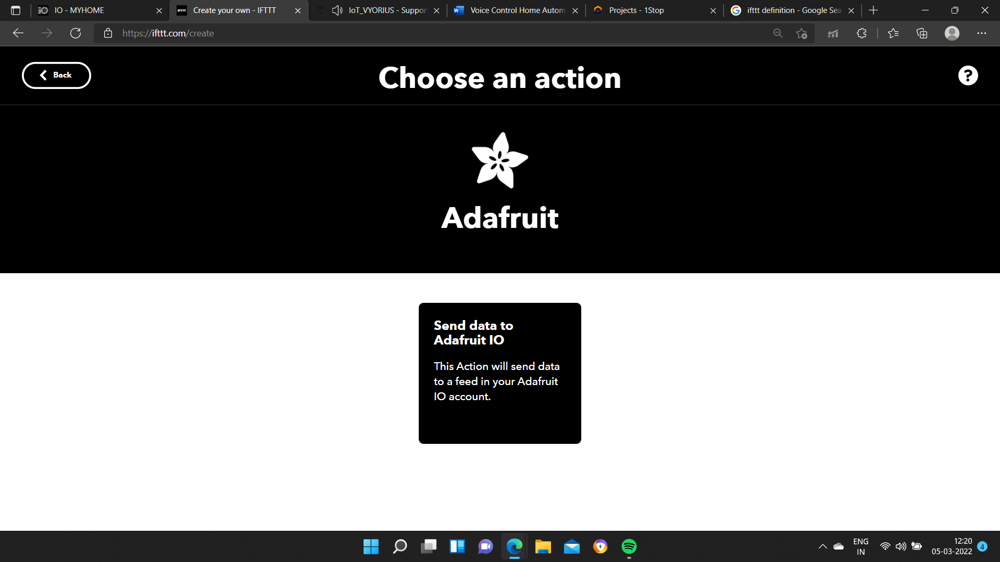 IO - MYHOME
IFTTT
Create your own - IFTTT
IoT_VYORIUS - Suppor
Voice Control Home Autom
Projects - 1Stop
ifttt definition - Google Sea
https://ifttt.com/create
Back
Choose an action
?
Adafruit
Send data to
Adafruit IO
This Action will send data
to a feed in your Adafruit
IO account.
ENG
IN
12:20
05-03-2022
4